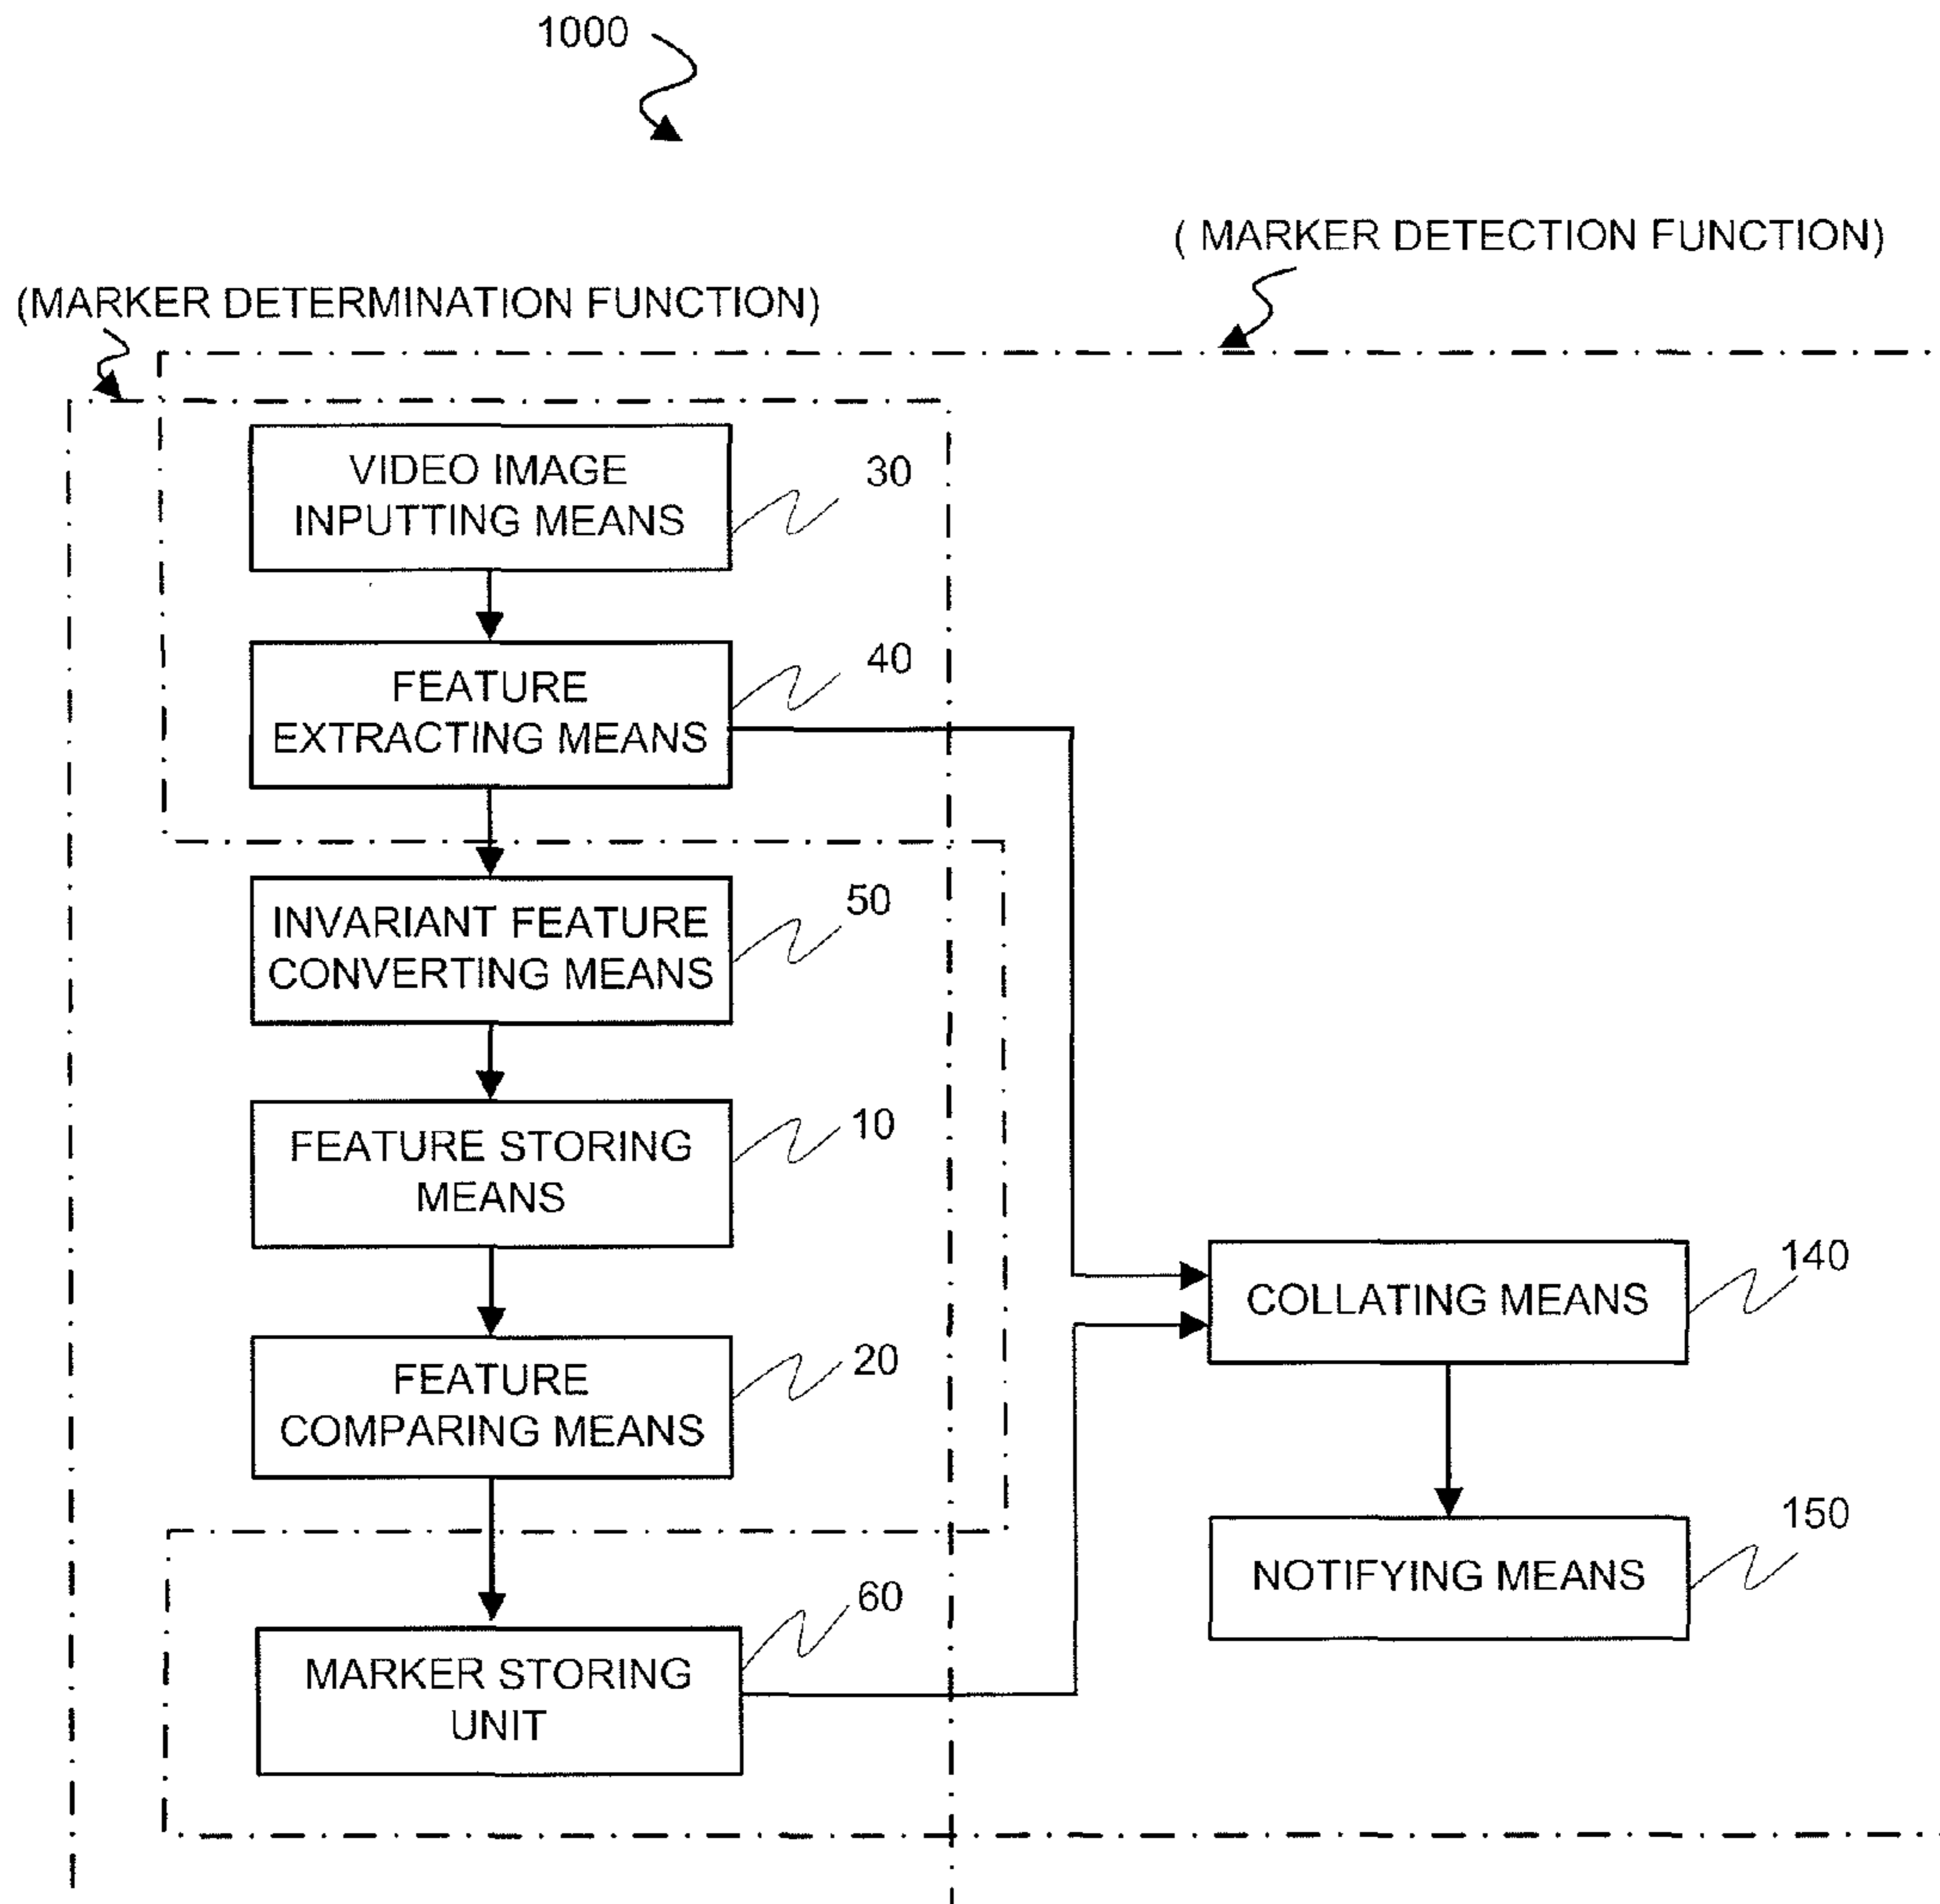 1000
( MARKER DETECTION FUNCTION)
(MARKER DETERMINATION FUNCTION)
VIDEO IMAGE
INPUTTING MEANS
30
FEATURE
EXTRACTING MEANS
40
INVARIANT FEATURE
CONVERTING MEANS
50
FEATURE STORING
MEANS
10
FEATURE
COMPARING MEANS
20
MARKER STORING
UNIT
60
COLLATING MEANS
140
NOTIFYING MEANS
150